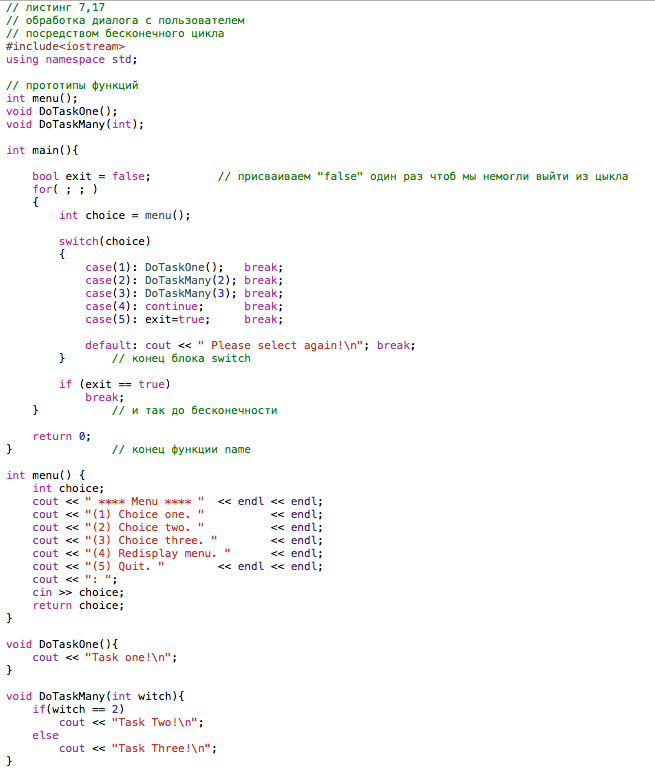 // листинг 7,17
// обработка диалога с пользователем
// посредством бесконечного цикла
#include<iostream>
using namespace std;
// прототипы функций
int menu();
void DoTaskOne();
void DoTaskMany(int);
int main(){
bool exit = false; // присваиваем "false" один раз чтоб мы немогли выйти из цыкла
for( ; ; )
{
int choice = menu();
switch(choice)
{
case(1): DoTaskOne(); break;
case(2): DoTaskMany(2); break;
case(3): DoTaskMany(3); break;
case(4): continue; break;
case(5): exit=true; break;
default: cout << " Please select again!\n"; break;
} // конец блока switch
if (exit == true)
break;
} // и так до бесконечности
return 0;
} // конец функции name
int menu() {
int choice;
cout << " **** Menu **** " << endl << endl;
cout << "(1) Choice one. " << endl;
cout << "(2) Choice two. " << endl;
cout << "(3) Choice three. " << endl;
cout << "(4) Redisplay menu. " << endl;
cout << "(5) Quit. " << endl << endl;
cout << ": ";
cin >> choice;
return choice;
}
void DoTaskOne(){
cout << "Task one!\n";
}
void DoTaskMany(int witch){
if(witch == 2)
cout << "Task Two!\n";
else
cout << "Task Three!\n";
}